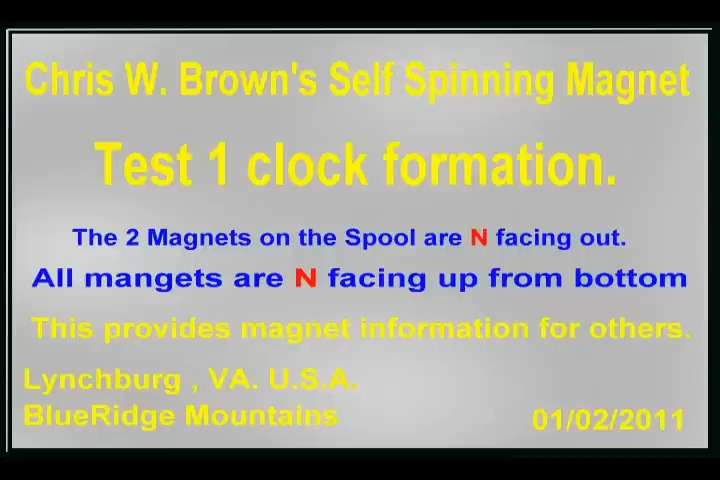 Chris W. Brown's Self Spinning Magnet
Test 1 clock formation.
The 2 Magnets on the Spool are N facing out.
All mangets are N facing up from bottom
This provides magnet information for others.
Lynchburg , VA. U.S.A.
BlueRidge Mountains
01/02/2011